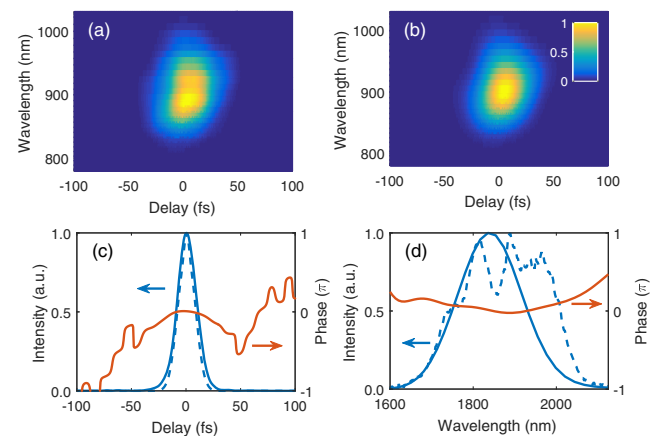 (a)
Wavelength (nm)
1000
900
800
-100 -50 0 50 100
Delay (fs)
(b)
1
0.5
0
Wavelength (nm)
1000
900
800
-100 -50 0 50 100
Delay (fs)
(c)
Intensity (a.u.)
1.0
0.5
0.0
Phase (π)
1
0
-1
-100 -50 0 50 100
Delay (fs)
(d)
Intensity (a.u.)
1.0
0.5
0.0
Phase (π)
1
0
-1
1600 1800 2000
Wavelength (nm)